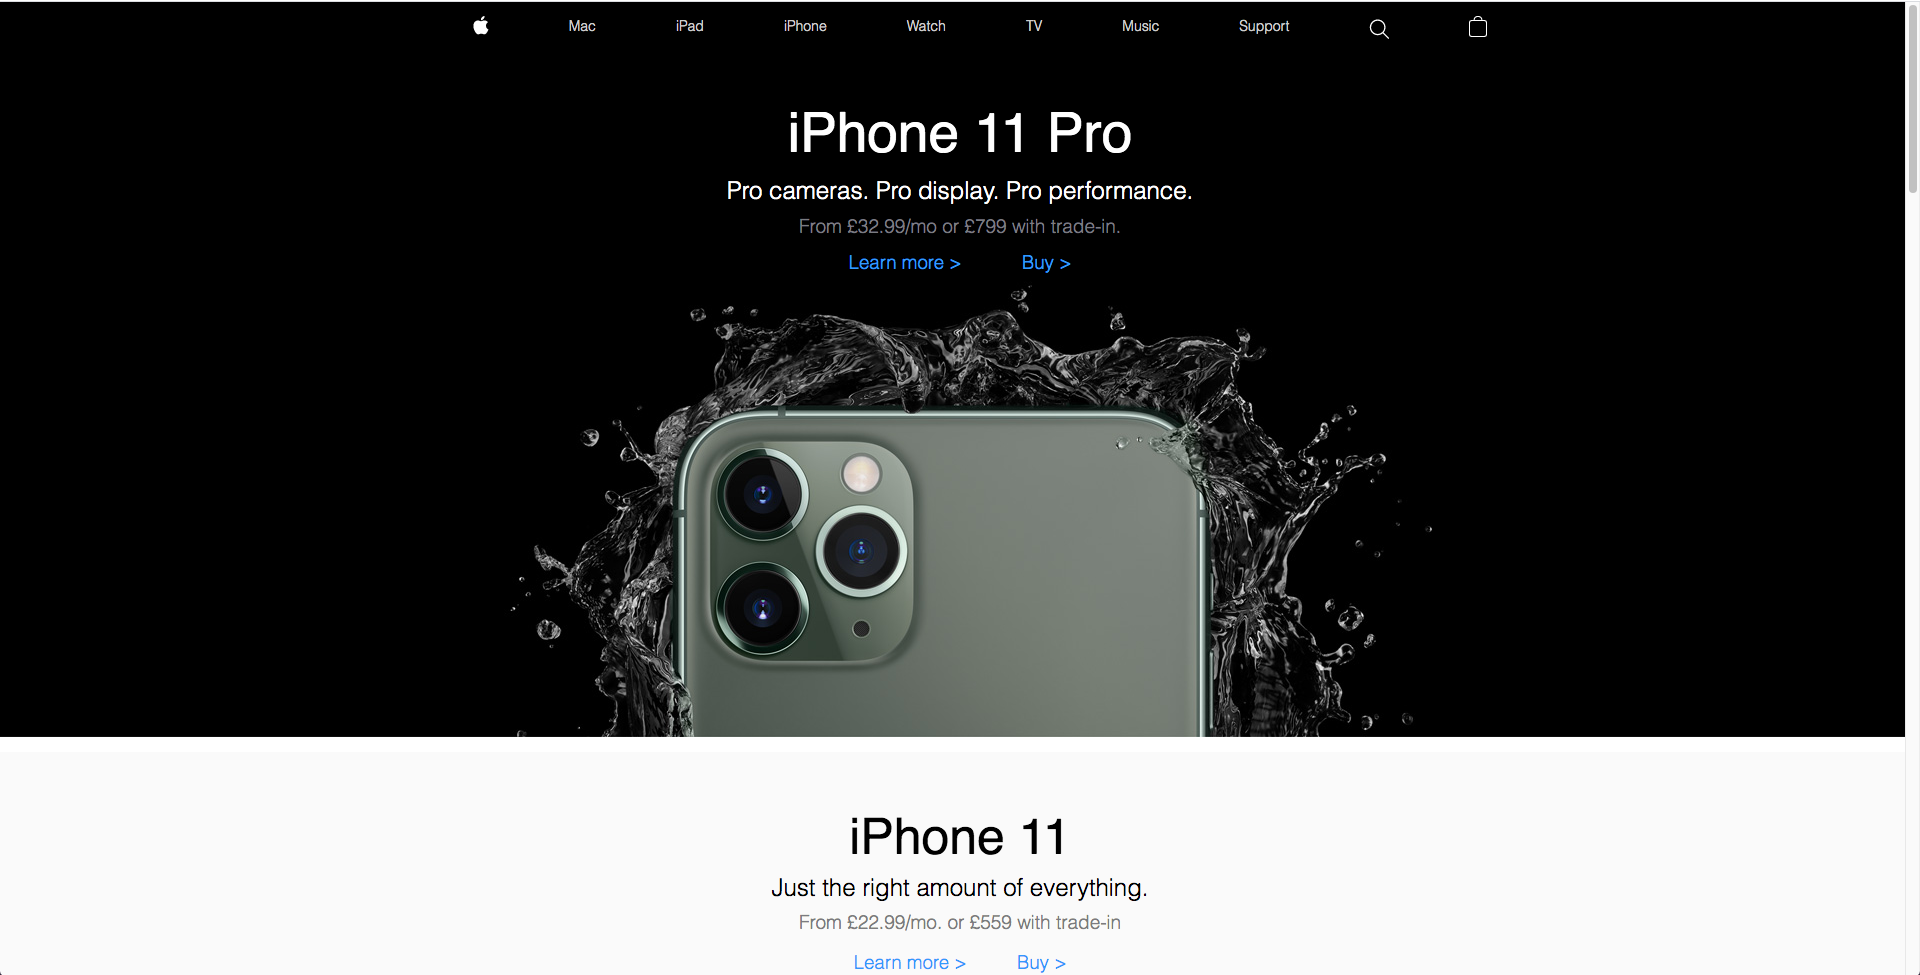 Mac iPad iPhone Watch TV Music Support
iPhone 11 Pro
Pro cameras. Pro display. Pro performance.
From £32.99/mo or £799 with trade-in.
Learn more > Buy >
iPhone 11
Just the right amount of everything.
From £22.99/mo. or £559 with trade-in
Learn more > Buy >